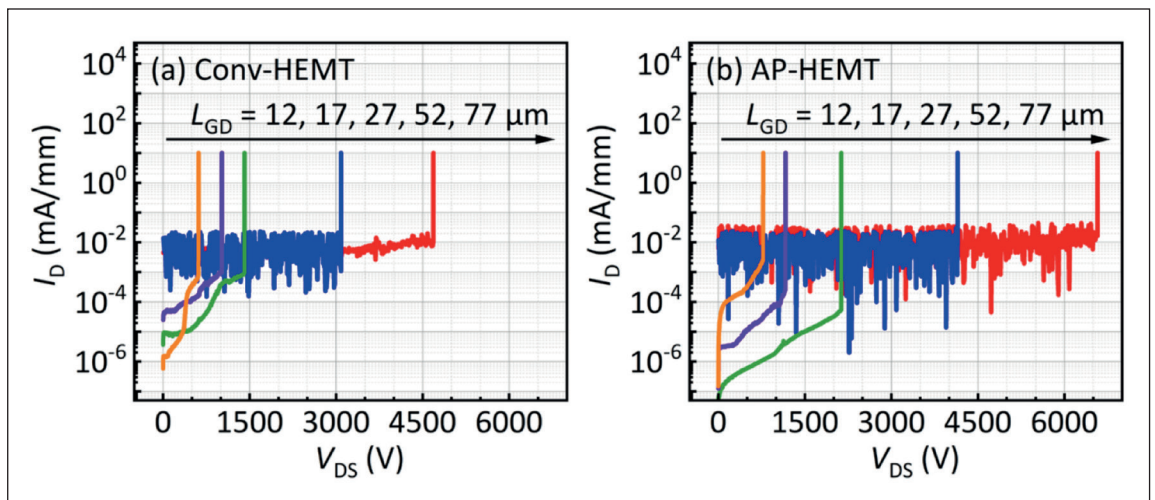 (a) Conv-HEMT
L_GD = 12, 17, 27, 52, 77 μm
10^4
10^2
10^0
10^-2
10^-4
10^-6
I_D (mA/mm)
0 1500 3000 4500 6000
V_DS (V)
(b) AP-HEMT
L_GD = 12, 17, 27, 52, 77 μm
10^4
10^2
10^0
10^-2
10^-4
10^-6
I_D (mA/mm)
0 1500 3000 4500 6000
V_DS (V)